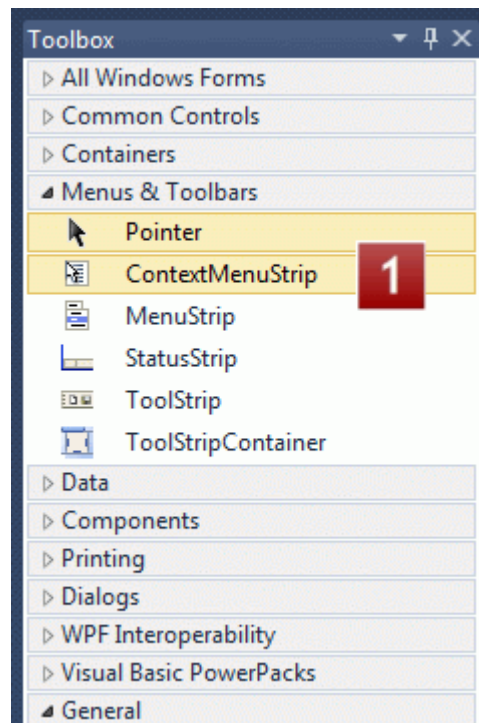 Toolbox
All Windows Forms
Common Controls
Containers
Menus & Toolbars
Pointer
ContextMenuStrip 1
MenuStrip
StatusStrip
ToolStrip
ToolStripContainer
Data
Components
Printing
Dialogs
WPF Interoperability
Visual Basic PowerPacks
General